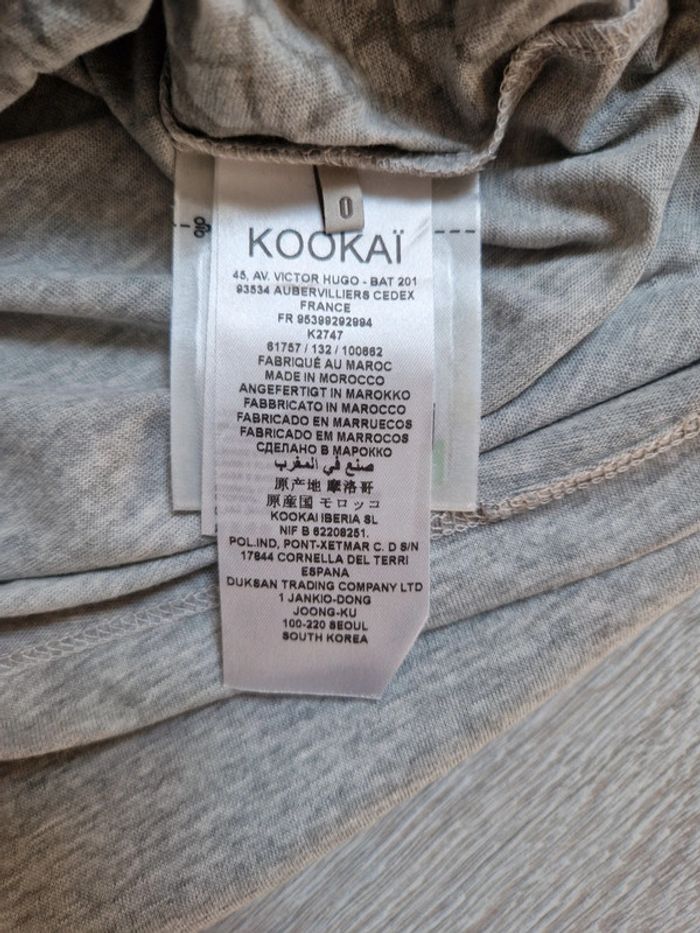 0
KOOKAÏ
45, AV. VICTOR HUGO - BAT 201
93534 AUBERVILLIERS CEDEX
FRANCE
FR 95399292994
K2747
61757 / 132 / 100862
FABRIQUÉ AU MAROC
MADE IN MOROCCO
ANGEFERTIGT IN MAROKKO
FABBRICATO IN MAROCCO
FABRICADO EN MARRUECOS
FABRICADO EM MARROCOS
СДЕЛАНО В МАРОККО
صنع في المغرب
原产地 摩洛哥
原産国 モロッコ
KOOKAI IBERIA SL
NIF B 62208251.
POL.IND. PONT-XETMAR C. D S/N
17844 CORNELLA DEL TERRI
ESPANA
DUKSAN TRADING COMPANY LTD
1 JANKIO-DONG
JOONG-KU
100-220 SEOUL
SOUTH KOREA